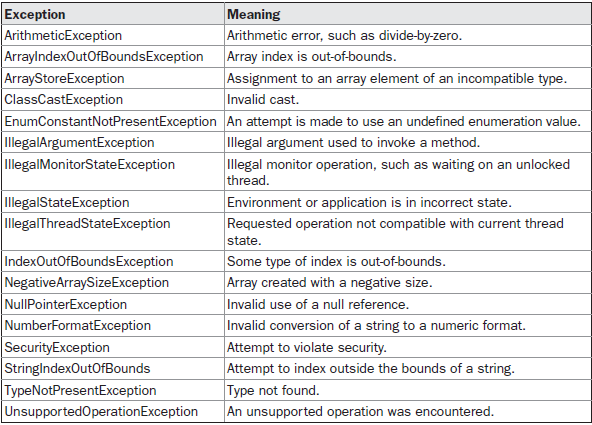 Exception Meaning
ArithmeticException Arithmetic error, such as divide-by-zero.
ArrayIndexOutOfBoundsException Array index is out-of-bounds.
ArrayStoreException Assignment to an array element of an incompatible type.
ClassCastException Invalid cast.
EnumConstantNotPresentException An attempt is made to use an undefined enumeration value.
IllegalArgumentException Illegal argument used to invoke a method.
IllegalMonitorStateException Illegal monitor operation, such as waiting on an unlocked
thread.
IllegalStateException Environment or application is in incorrect state.
IllegalThreadStateException Requested operation not compatible with current thread
state.
IndexOutOfBoundsException Some type of index is out-of-bounds.
NegativeArraySizeException Array created with a negative size.
NullPointerException Invalid use of a null reference.
NumberFormatException Invalid conversion of a string to a numeric format.
SecurityException Attempt to violate security.
StringIndexOutOfBounds Attempt to index outside the bounds of a string.
TypeNotPresentException Type not found.
UnsupportedOperationException An unsupported operation was encountered.